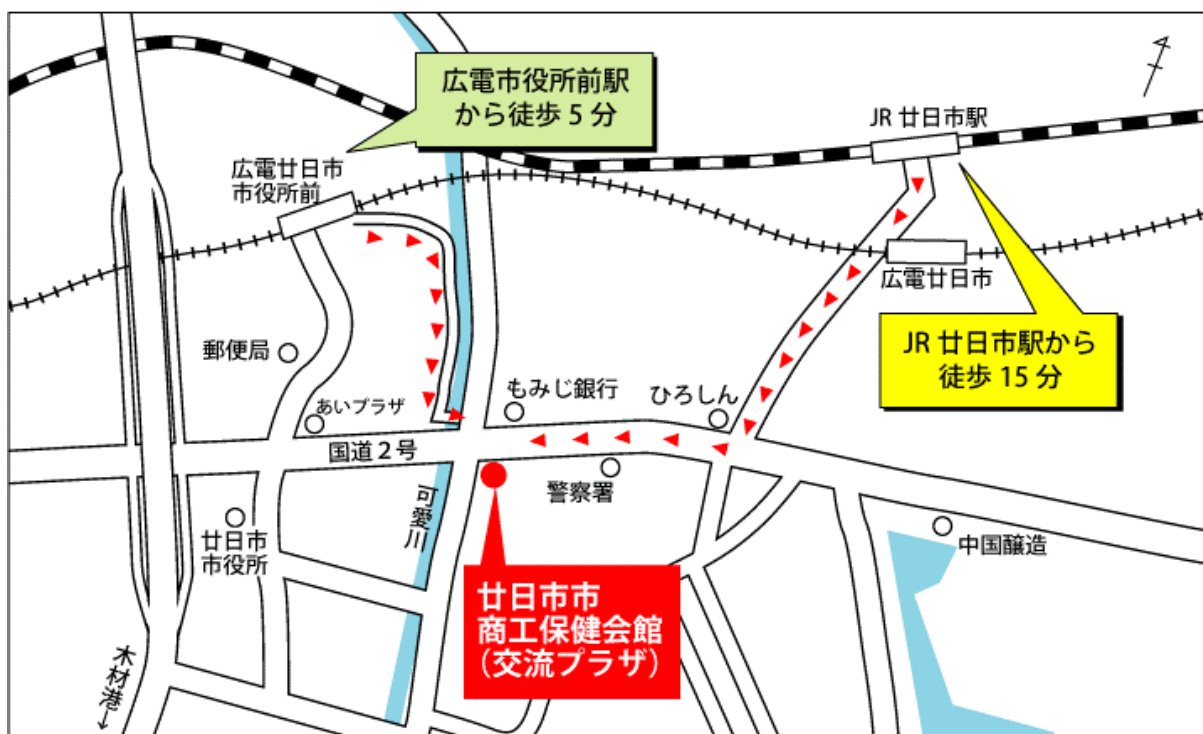 広電市役所前駅
から徒歩 5 分
JR 廿日市駅
広電廿日市
市役所前
広電廿日市
JR 廿日市駅から
徒歩 15 分
郵便局
もみじ銀行
ひろしん
あいプラザ
国道２号
警察署
可愛川
廿日市
市役所
中国醸造
廿日市市
商工保健会館
（交流プラザ）
木材港→